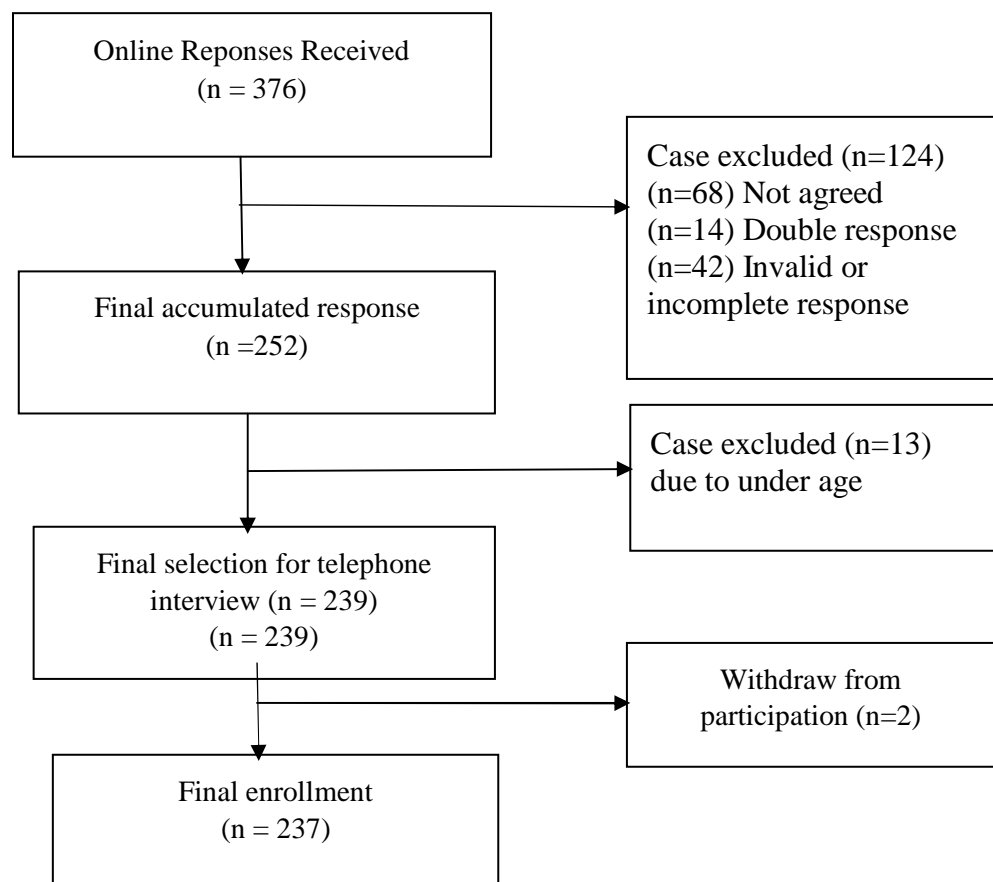 Online Reponses Received
(n = 376)
Case excluded (n=124)
(n=68) Not agreed
(n=14) Double response
(n=42) Invalid or
incomplete response
Final accumulated response
(n =252)
Case excluded (n=13)
due to under age
Final selection for telephone
interview (n = 239)
(n = 239)
Withdraw from
participation (n=2)
Final enrollment
(n = 237)